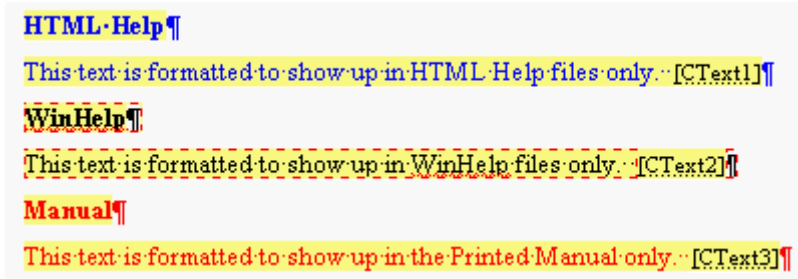 HTML Help¶
This text is formatted to show up in HTML Help files only.  [CText1]¶
WinHelp¶
This text is formatted to show up in WinHelp files only.  [CText2]¶
Manual¶
This text is formatted to show up in the Printed Manual only.  [CText3]¶